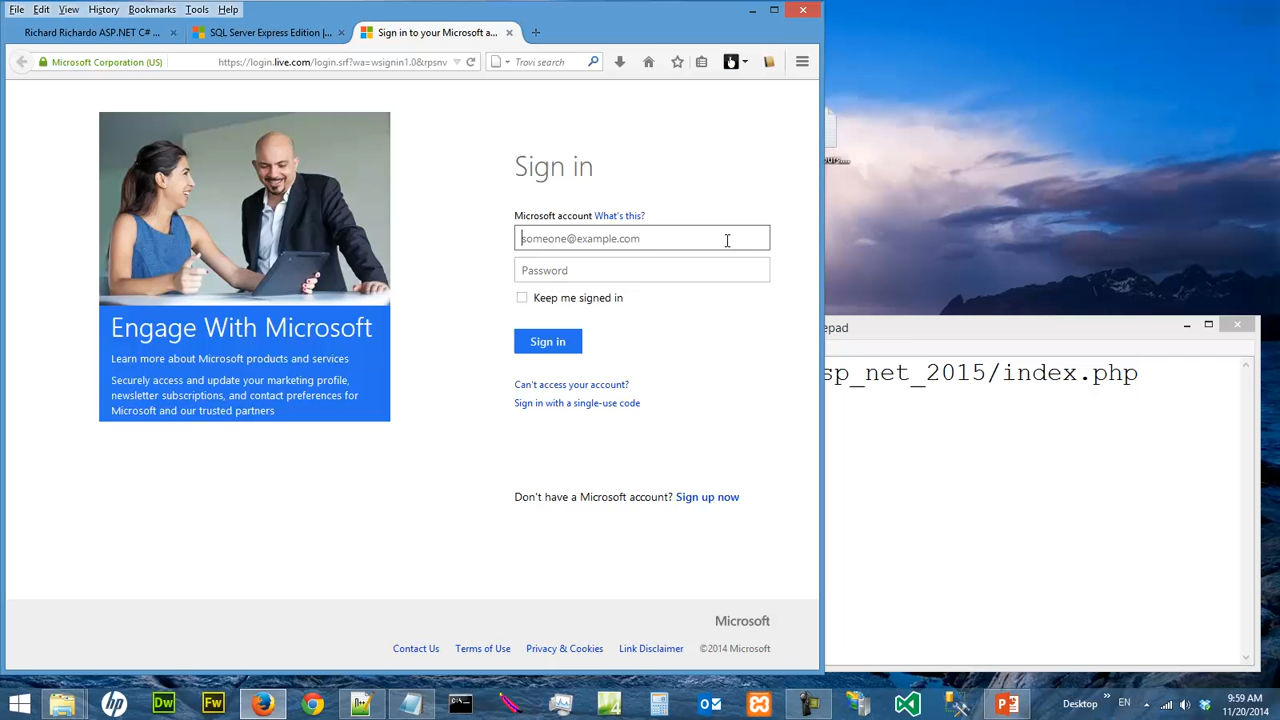 File Edit View History Bookmarks Tools Help
Richard Richardo ASP.NET C# ... × SQL Server Express Edition |... × Sign in to your Microsoft a... × +
Microsoft Corporation (US) https://login.live.com/login.srf?wa=wsignin1.0&rpsnv Trovi search
Sign in
Microsoft account What's this?
someone@example.com
Password
Keep me signed in
Sign in
Can't access your account?
Sign in with a single-use code
Don't have a Microsoft account? Sign up now
Engage With Microsoft
Learn more about Microsoft products and services
Securely access and update your marketing profile,
newsletter subscriptions, and contact preferences for
Microsoft and our trusted partners
Microsoft
Contact Us Terms of Use Privacy & Cookies Link Disclaimer ©2014 Microsoft
epad
sp_net_2015/index.php
Dw Fw
Desktop EN 9:59 AM
11/20/2014